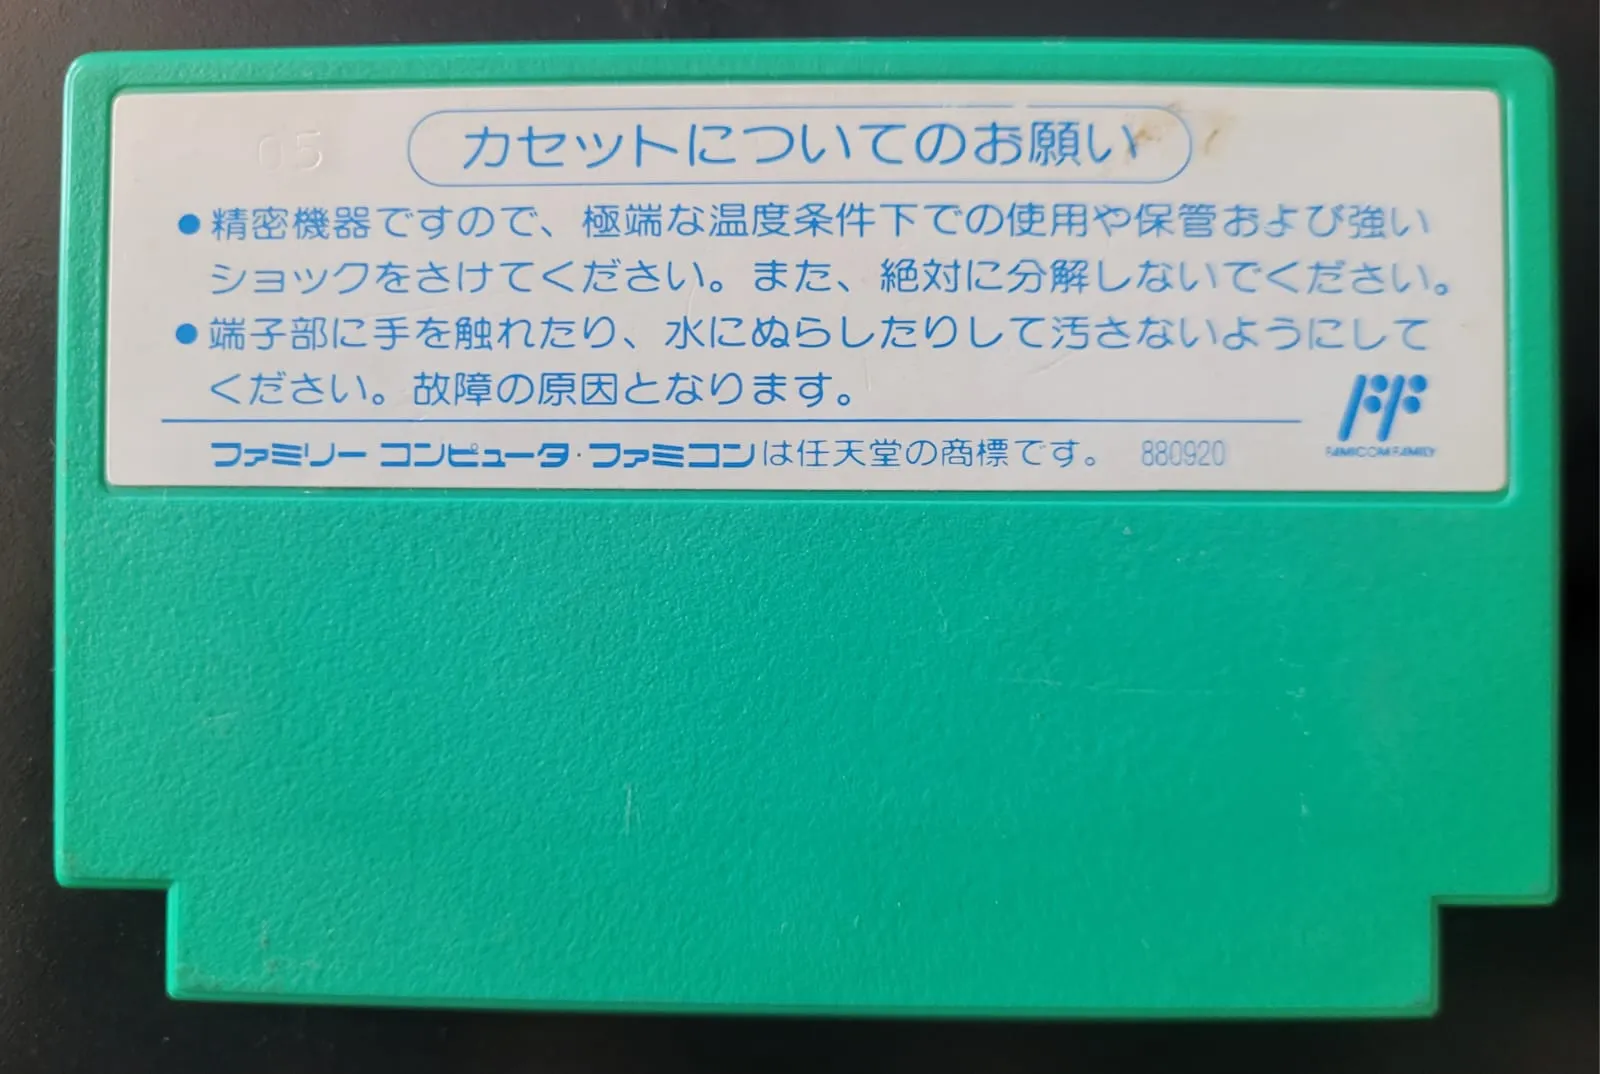 05
カセットについてのお願い
●精密機器ですので、極端な温度条件下での使用や保管および強い
ショックをさけてください。また、絶対に分解しないでください。
●端子部に手を触れたり、水にぬらしたりして汚さないようにして
ください。故障の原因となります。
ファミリーコンピュータ·ファミコンは任天堂の商標です。 880920
FF
FAMICOM FAMILY